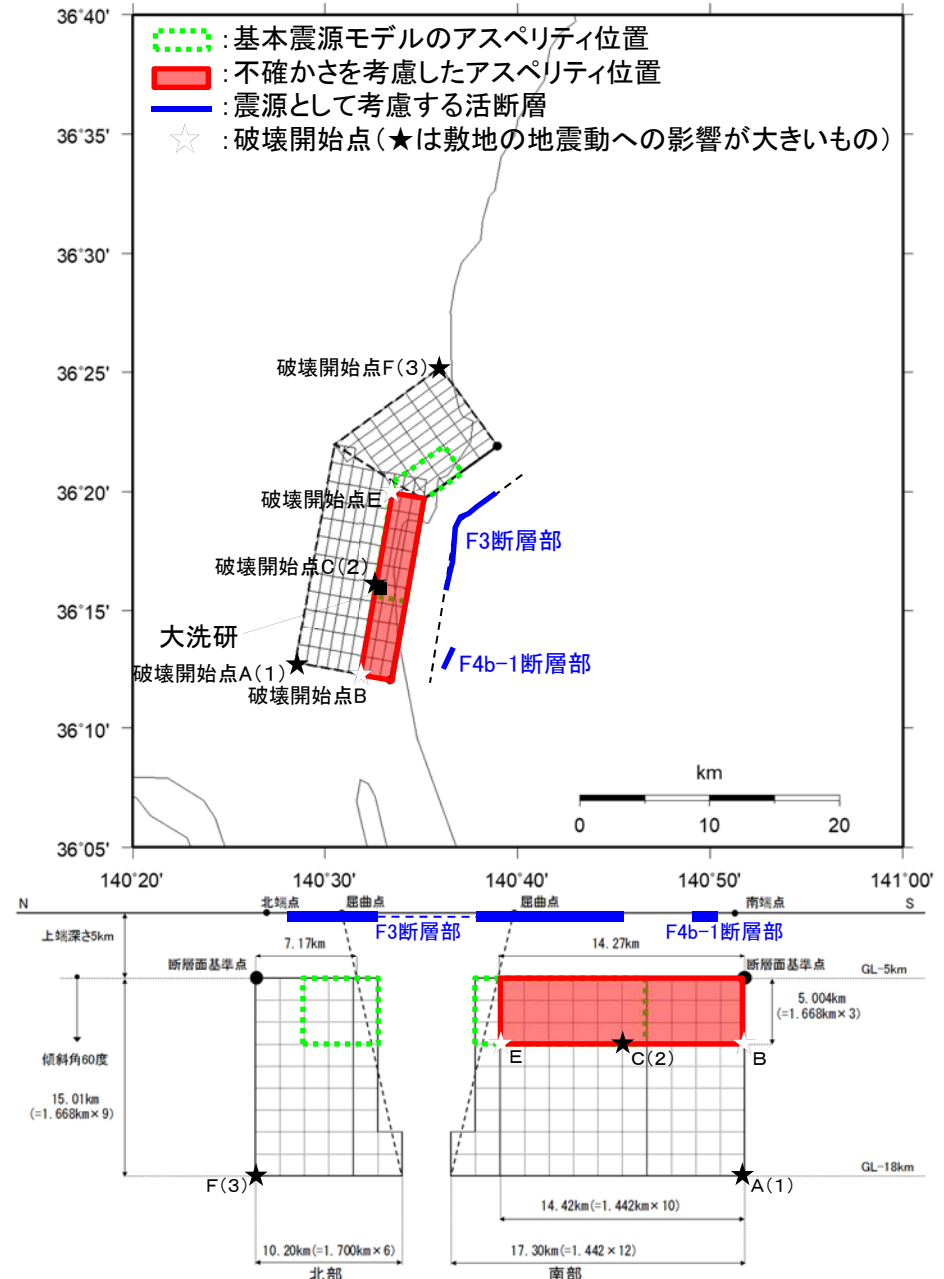 36°40'
：基本震源モデルのアスペリティ位置
：不確かさを考慮したアスペリティ位置
：震源として考慮する活断層
：破壊開始点（★は敷地の地震動への影響が大きいもの）
36°35'
36°30'
36°25'
破壊開始点F(3)
36°20'
破壊開始点E
F3断層部
破壊開始点C(2)
36°15'
大洗研
F4b-1断層部
破壊開始点A(1)
破壊開始点B
36°10'
km
0 10 20
36°05'
140°20' 140°30' 140°40' 140°50' 141°00'
N 北端点 屈曲点 屈曲点 南端点 S
上端深さ5km
F3断層部 F4b-1断層部
7.17km 14.27km
断層面基準点 断層面基準点 GL-5km
5.004km
(=1.668km×3)
E C(2) B
傾斜角60度
15.01km
(=1.668km×9)
GL-18km
F(3) A(1)
14.42km(=1.442km×10)
10.20km(=1.700km×6) 17.30km(=1.442×12)
北部 南部